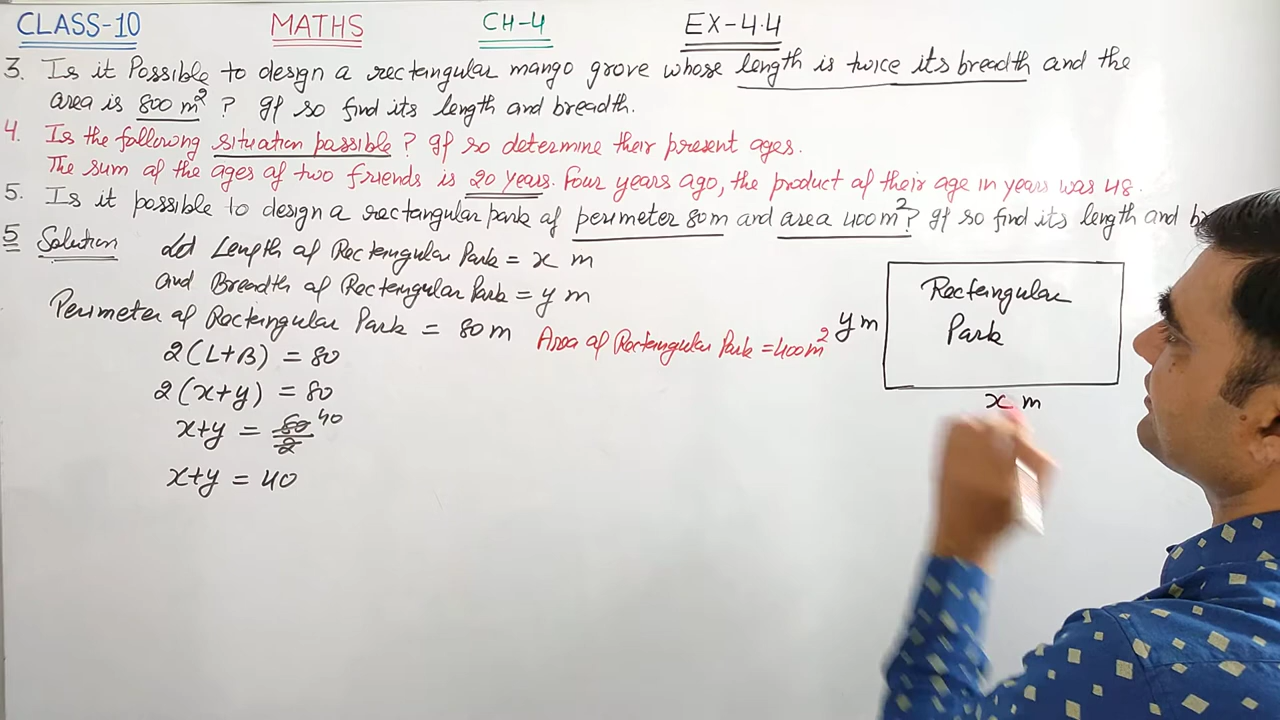 CLASS-10 MATHS CH-4 EX-4.4
3. Is it Possible to design a rectangular mango grove whose length is twice its breadth and the
area is 800 m² ? If so find its length and breadth.
4. Is the following situation possible ? If so determine their present ages.
The sum of the ages of two friends is 20 years. Four years ago, the product of their age in years was 48.
5. Is it possible to design a rectangular park of perimeter 80m and area 400m² ? If so find its length and
5 Solution Let Length of Rectangular Park = x m
and Breadth of Rectangular Park = y m
Perimeter of Rectangular Park = 80 m
Area of Rectangular Park = 400m²
2(L+B) = 80
2(x+y) = 80
x+y = 80/2 40
x+y = 40
Rectangular
Park
y m
x m